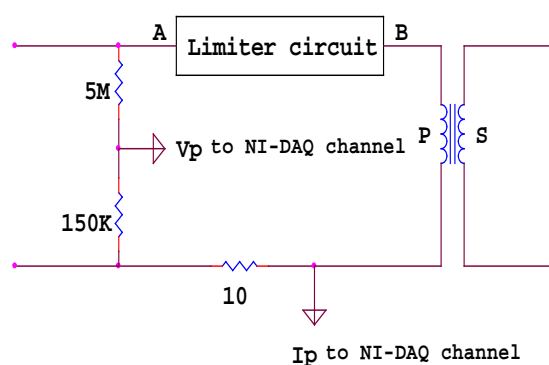 A
Limiter circuit
B
5M
Vp to NI-DAQ channel
P
S
150K
10
Ip to NI-DAQ channel